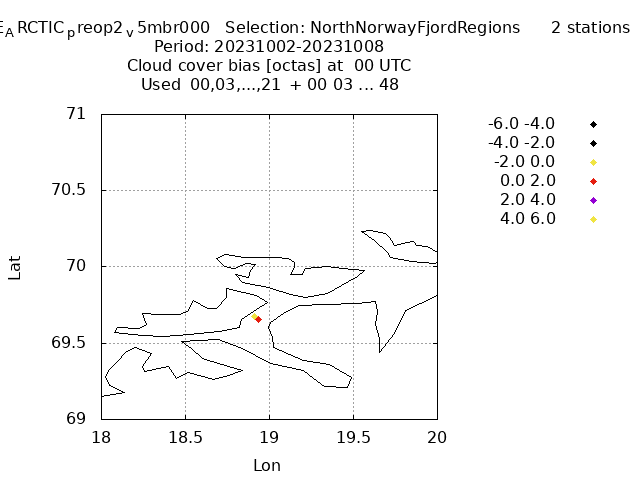 E_A RCTIC_p reop2_v 5mbr000 Selection: NorthNorwayFjordRegions 2 stations
Period: 20231002-20231008
Cloud cover bias [octas] at 00 UTC
Used 00,03,...,21 + 00 03 ... 48
-6.0 -4.0
-4.0 -2.0
-2.0 0.0
0.0 2.0
2.0 4.0
4.0 6.0
71
70.5
70
69.5
69
Lat
18 18.5 19 19.5 20
Lon